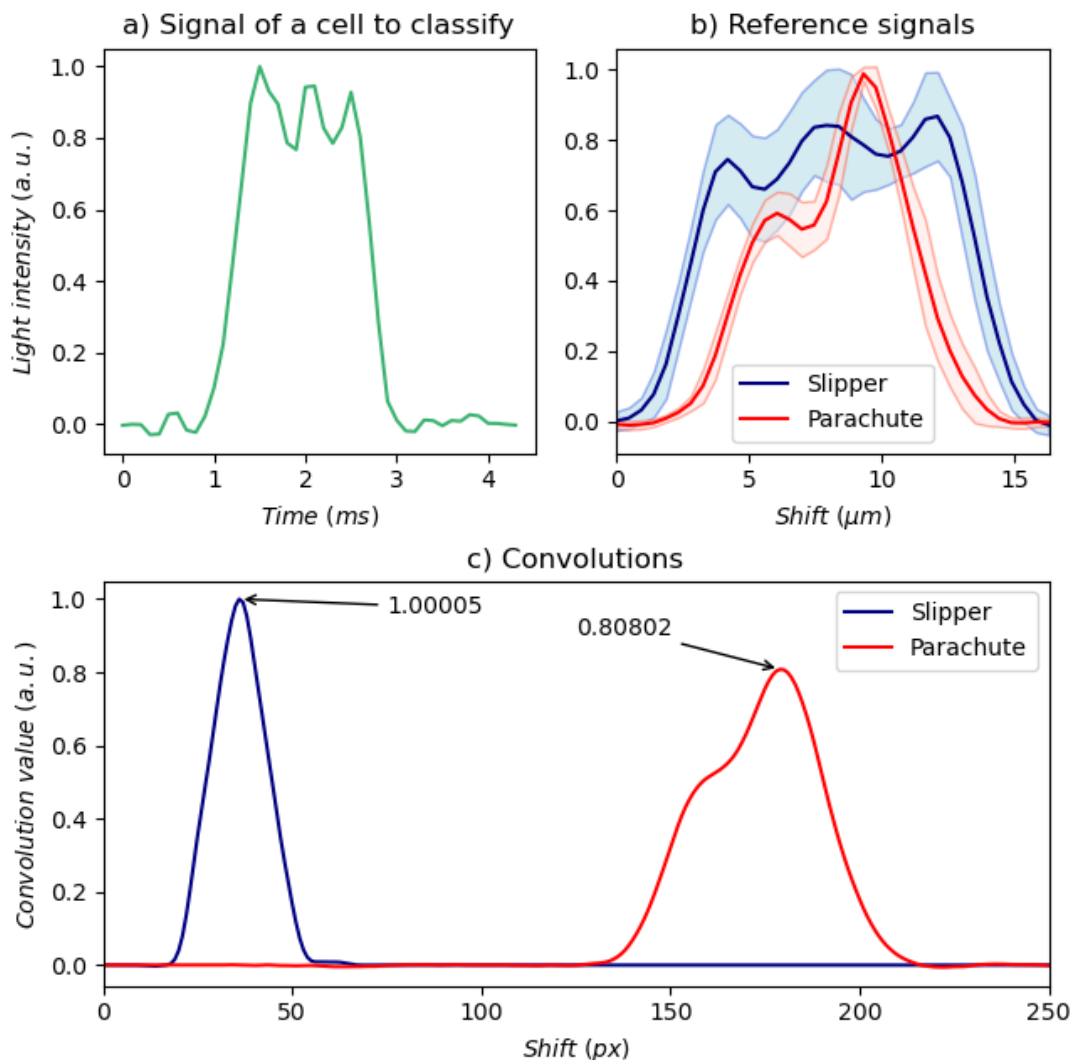 a) Signal of a cell to classify
b) Reference signals
Light intensity (a.u.)
1.0
0.8
0.6
0.4
0.2
0.0
0 1 2 3 4
Time (ms)
1.0
0.8
0.6
0.4
0.2
0.0
Slipper
Parachute
0 5 10 15
Shift (μm)
c) Convolutions
Convolution value (a.u.)
1.0
0.8
0.6
0.4
0.2
0.0
1.00005
0.80802
Slipper
Parachute
0 50 100 150 200 250
Shift (px)